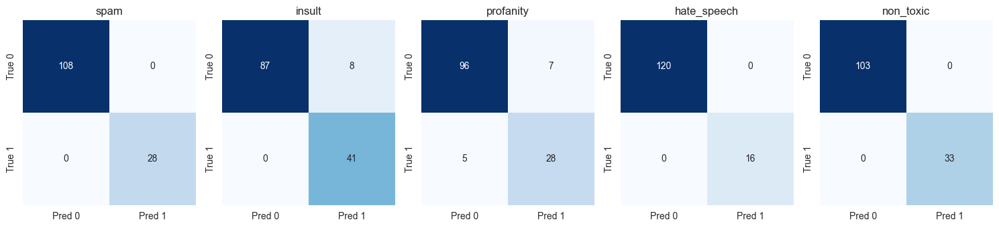 spam
insult
profanity
hate_speech
non_toxic
True 0
108
0
True 0
87
8
True 0
96
7
True 0
120
0
True 0
103
0
True 1
0
28
True 1
0
41
True 1
5
28
True 1
0
16
True 1
0
33
Pred 0
Pred 1
Pred 0
Pred 1
Pred 0
Pred 1
Pred 0
Pred 1
Pred 0
Pred 1